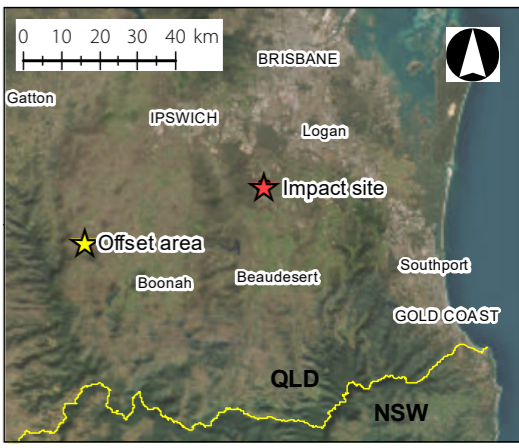 0 10 20 40 km
BRISBANE
Gatton
IPSWICH
Logan
Impact site
Offset area
Southport
Beaudesert
Boonah
GOLD COAST
QLD
NSW